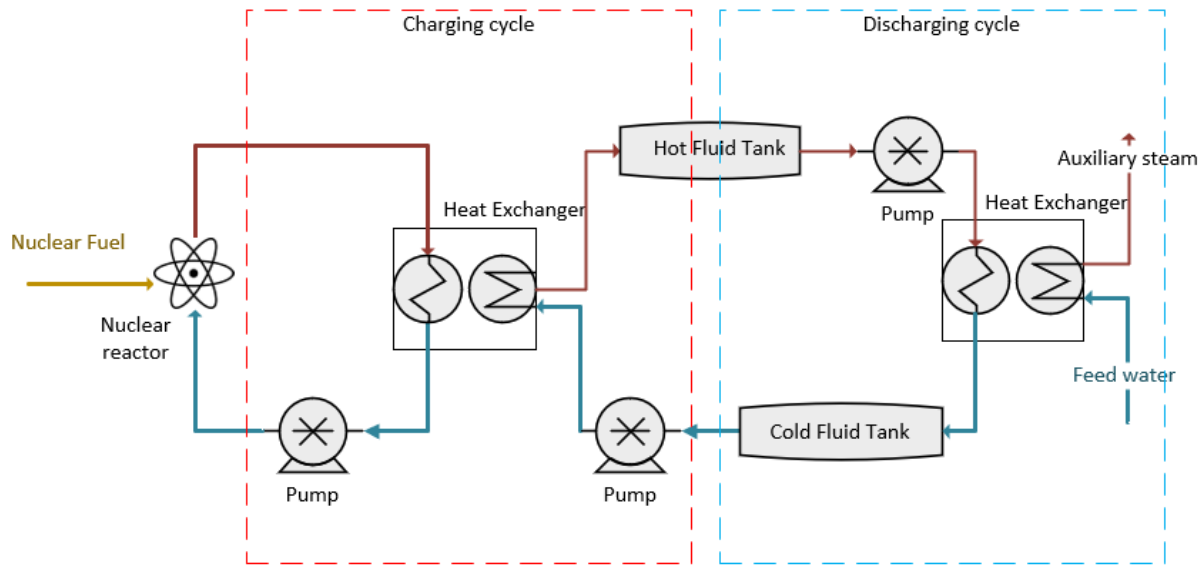 Charging cycle
Discharging cycle
Hot Fluid Tank
Auxiliary steam
Pump
Heat Exchanger
Heat Exchanger
Nuclear Fuel
Nuclear
reactor
Feed water
Cold Fluid Tank
Pump
Pump